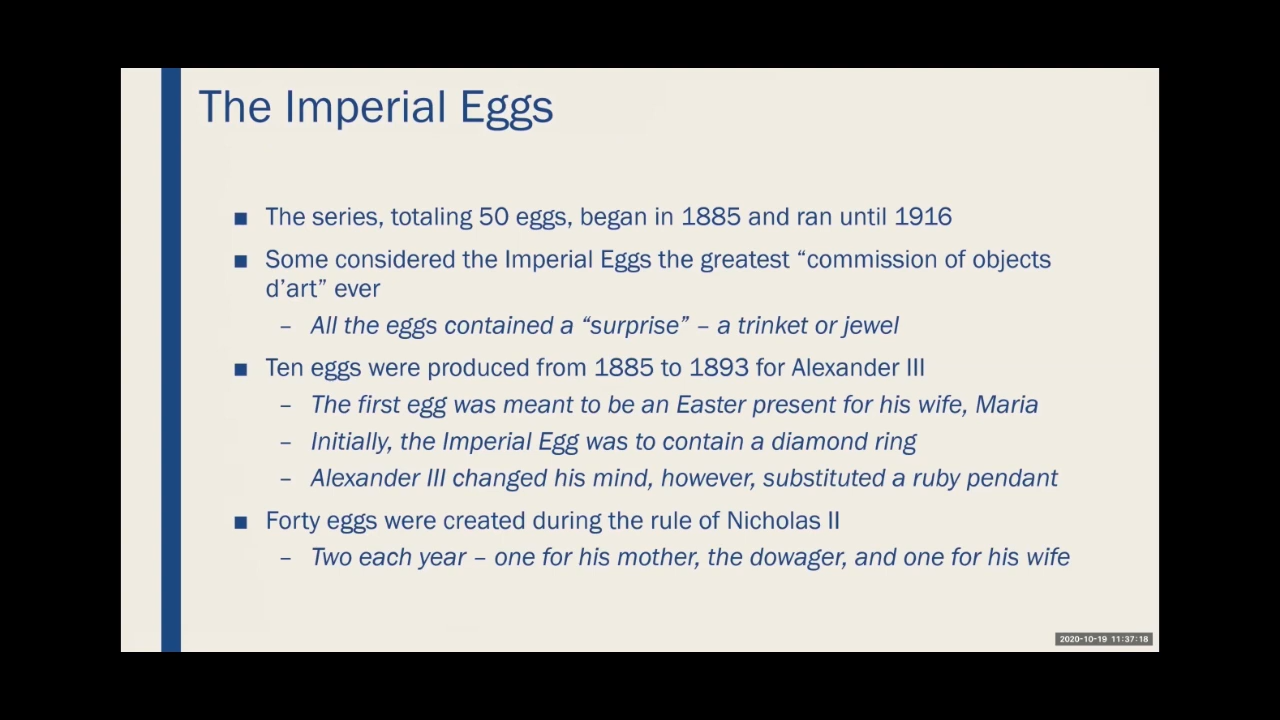 The Imperial Eggs
■ The series, totaling 50 eggs, began in 1885 and ran until 1916
■ Some considered the Imperial Eggs the greatest “commission of objects
d’art” ever
– All the eggs contained a “surprise” – a trinket or jewel
■ Ten eggs were produced from 1885 to 1893 for Alexander III
– The first egg was meant to be an Easter present for his wife, Maria
– Initially, the Imperial Egg was to contain a diamond ring
– Alexander III changed his mind, however, substituted a ruby pendant
■ Forty eggs were created during the rule of Nicholas II
– Two each year – one for his mother, the dowager, and one for his wife
2020-10-19 11:37:18